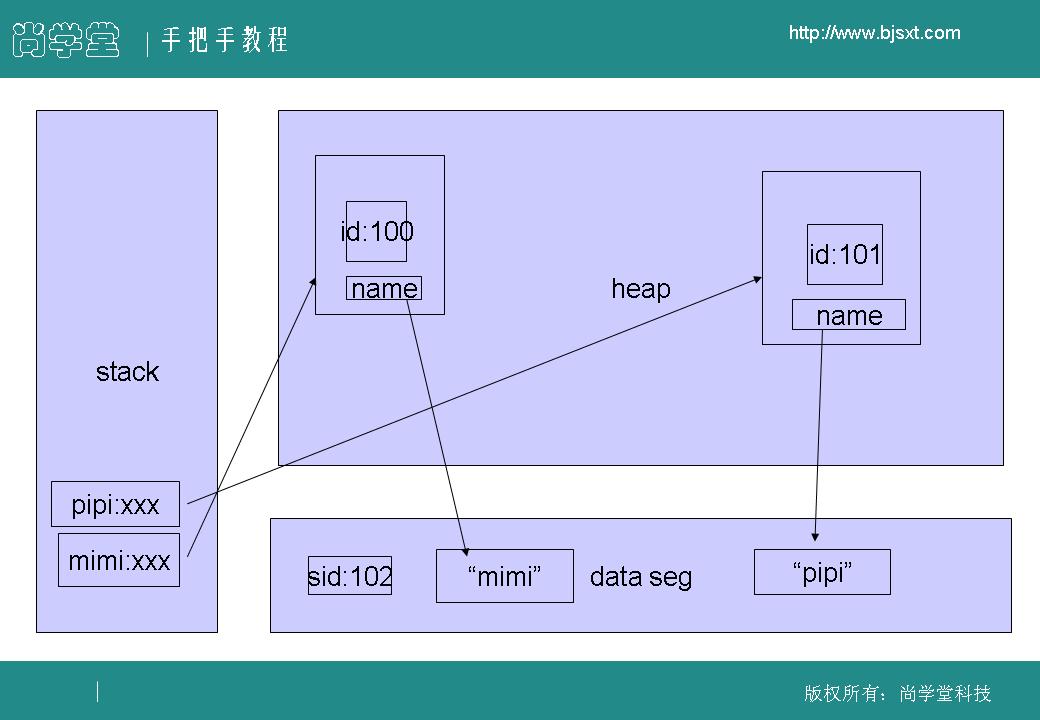 尚学堂
手把手教程
http://www.bjsxt.com
id:100
name
heap
id:101
name
stack
pipi:xxx
mimi:xxx
sid:102
“mimi”
data seg
“pipi”
版权所有：尚学堂科技